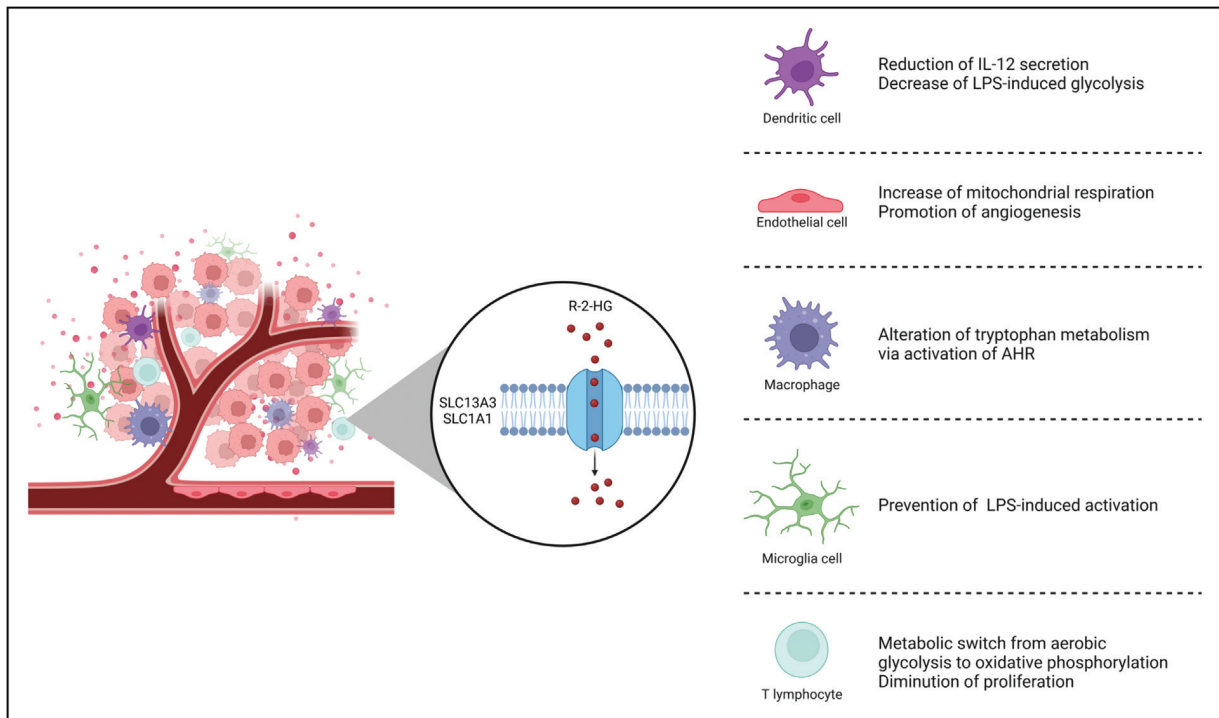 R-2-HG
SLC13A3
SLC1A1
Dendritic cell
Reduction of IL-12 secretion
Decrease of LPS-induced glycolysis
Endothelial cell
Increase of mitochondrial respiration
Promotion of angiogenesis
Macrophage
Alteration of tryptophan metabolism
via activation of AHR
Microglia cell
Prevention of LPS-induced activation
T lymphocyte
Metabolic switch from aerobic
glycolysis to oxidative phosphorylation
Diminution of proliferation